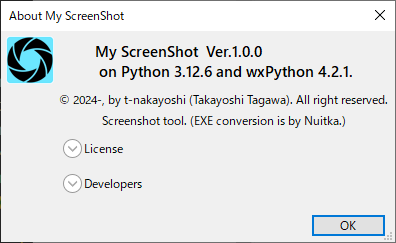 About My ScreenShot
My ScreenShot Ver.1.0.0
on Python 3.12.6 and wxPython 4.2.1.
© 2024-, by t-nakayoshi (Takayoshi Tagawa). All right reserved.
Screenshot tool. (EXE conversion is by Nuitka.)
License
Developers
OK